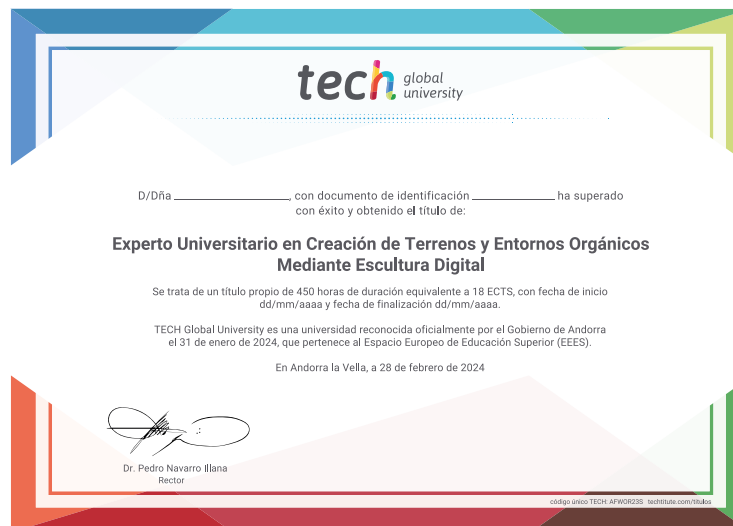 tech global university
D/Dña ______________, con documento de identificación ______________ ha superado
con éxito y obtenido el título de:
Experto Universitario en Creación de Terrenos y Entornos Orgánicos
Mediante Escultura Digital
Se trata de un título propio de 450 horas de duración equivalente a 18 ECTS, con fecha de inicio
dd/mm/aaaa y fecha de finalización dd/mm/aaaa.
TECH Global University es una universidad reconocida oficialmente por el Gobierno de Andorra
el 31 de enero de 2024, que pertenece al Espacio Europeo de Educación Superior (EEES).
En Andorra la Vella, a 28 de febrero de 2024
Dr. Pedro Navarro Illana
Rector
código único TECH: AFWOR23S techtitute.com/titulos